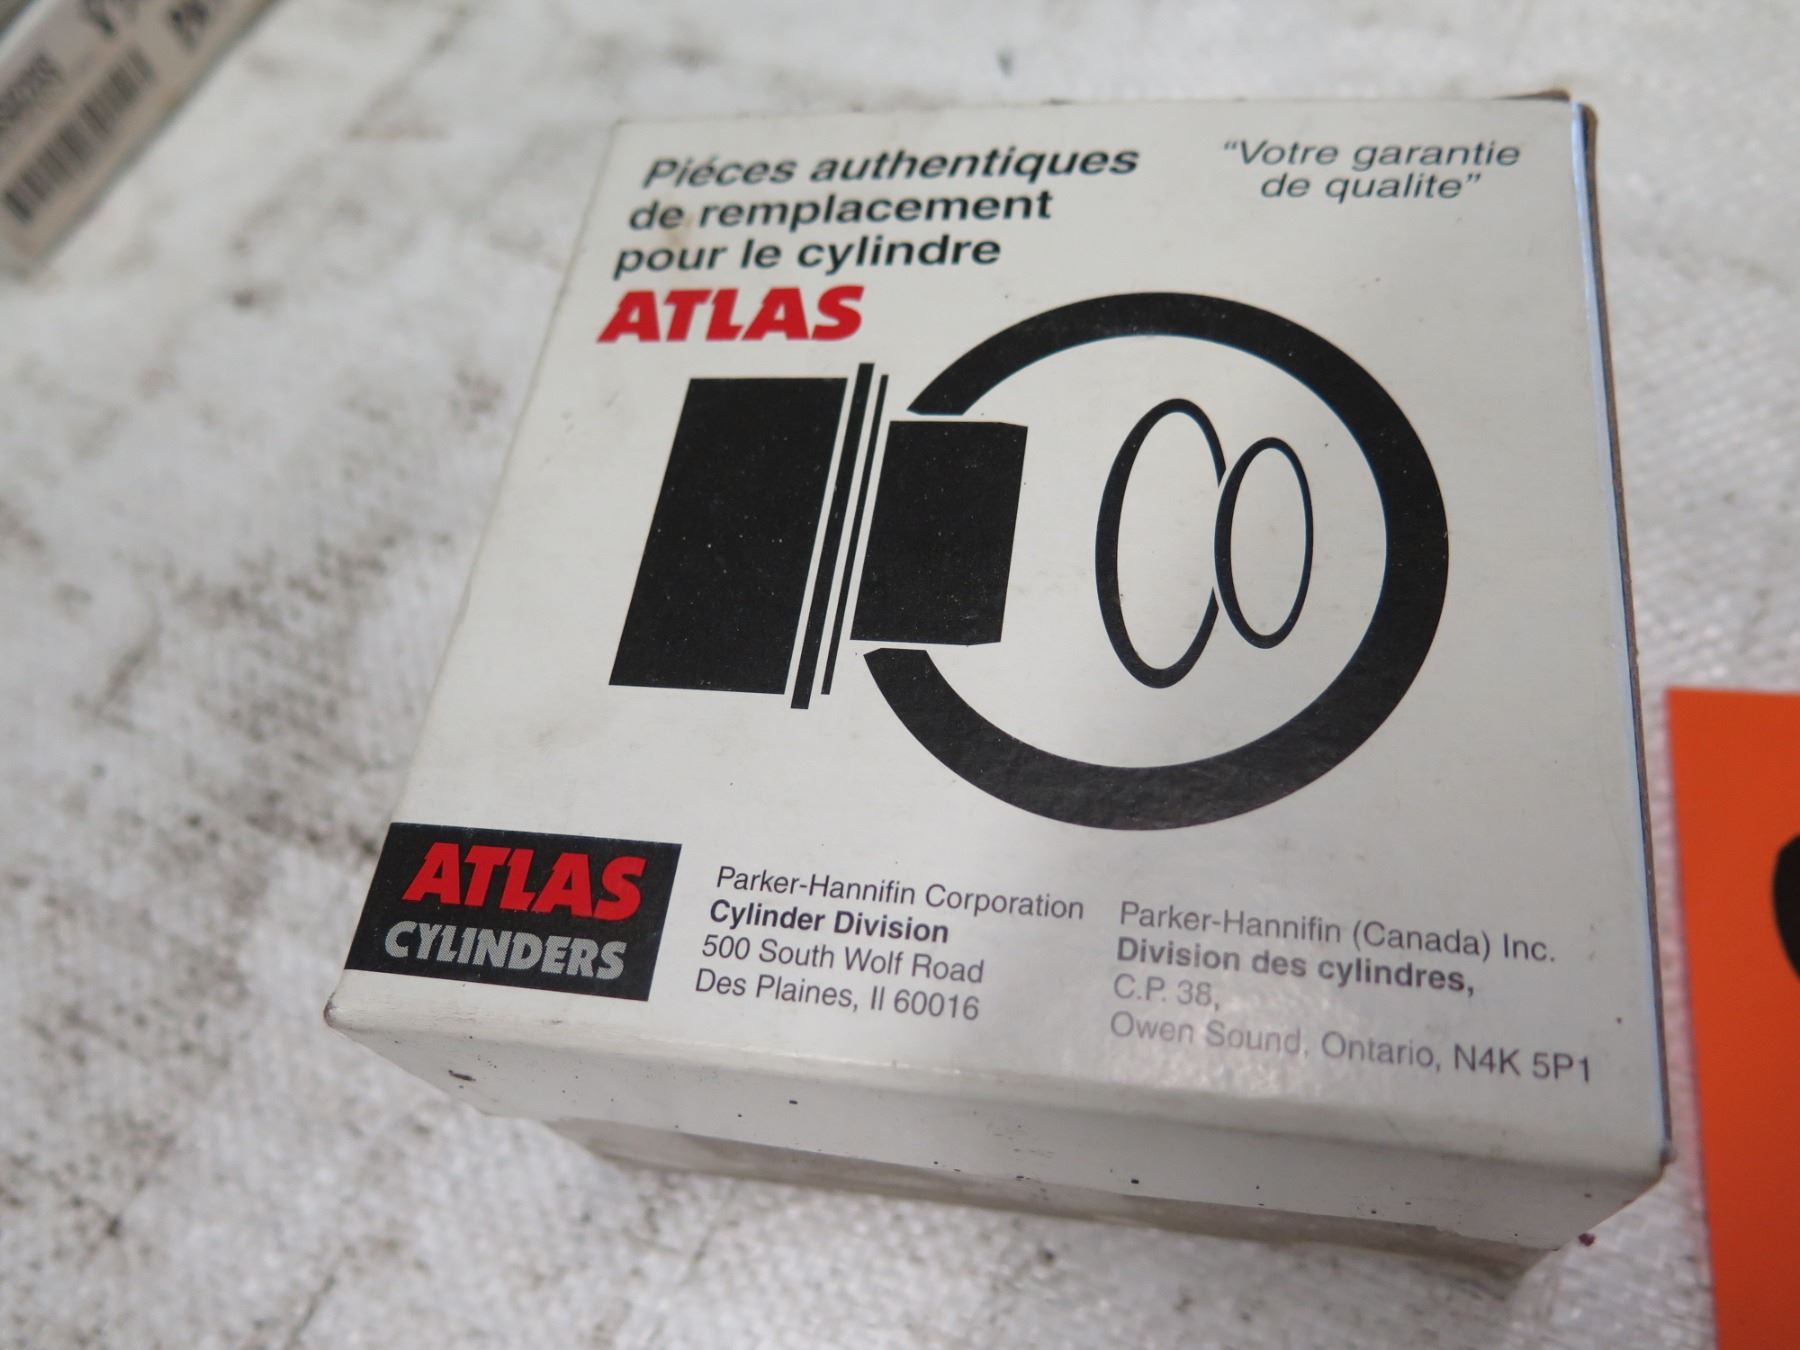 Piéces authentiques
de remplacement
pour le cylindre
ATLAS
“Votre garantie
de qualite”
ATLAS
CYLINDERS
Parker-Hannifin Corporation
Cylinder Division
500 South Wolf Road
Des Plaines, Il 60016
Parker-Hannifin (Canada) Inc.
Division des cylindres,
C.P. 38,
Owen Sound, Ontario, N4K 5P1